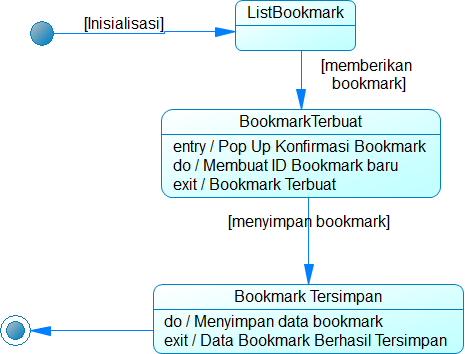 [Inisialisasi]
ListBookmark
[memberikan
bookmark]
BookmarkTerbuat
entry / Pop Up Konfirmasi Bookmark
do / Membuat ID Bookmark baru
exit / Bookmark Terbuat
[menyimpan bookmark]
Bookmark Tersimpan
do / Menyimpan data bookmark
exit / Data Bookmark Berhasil Tersimpan